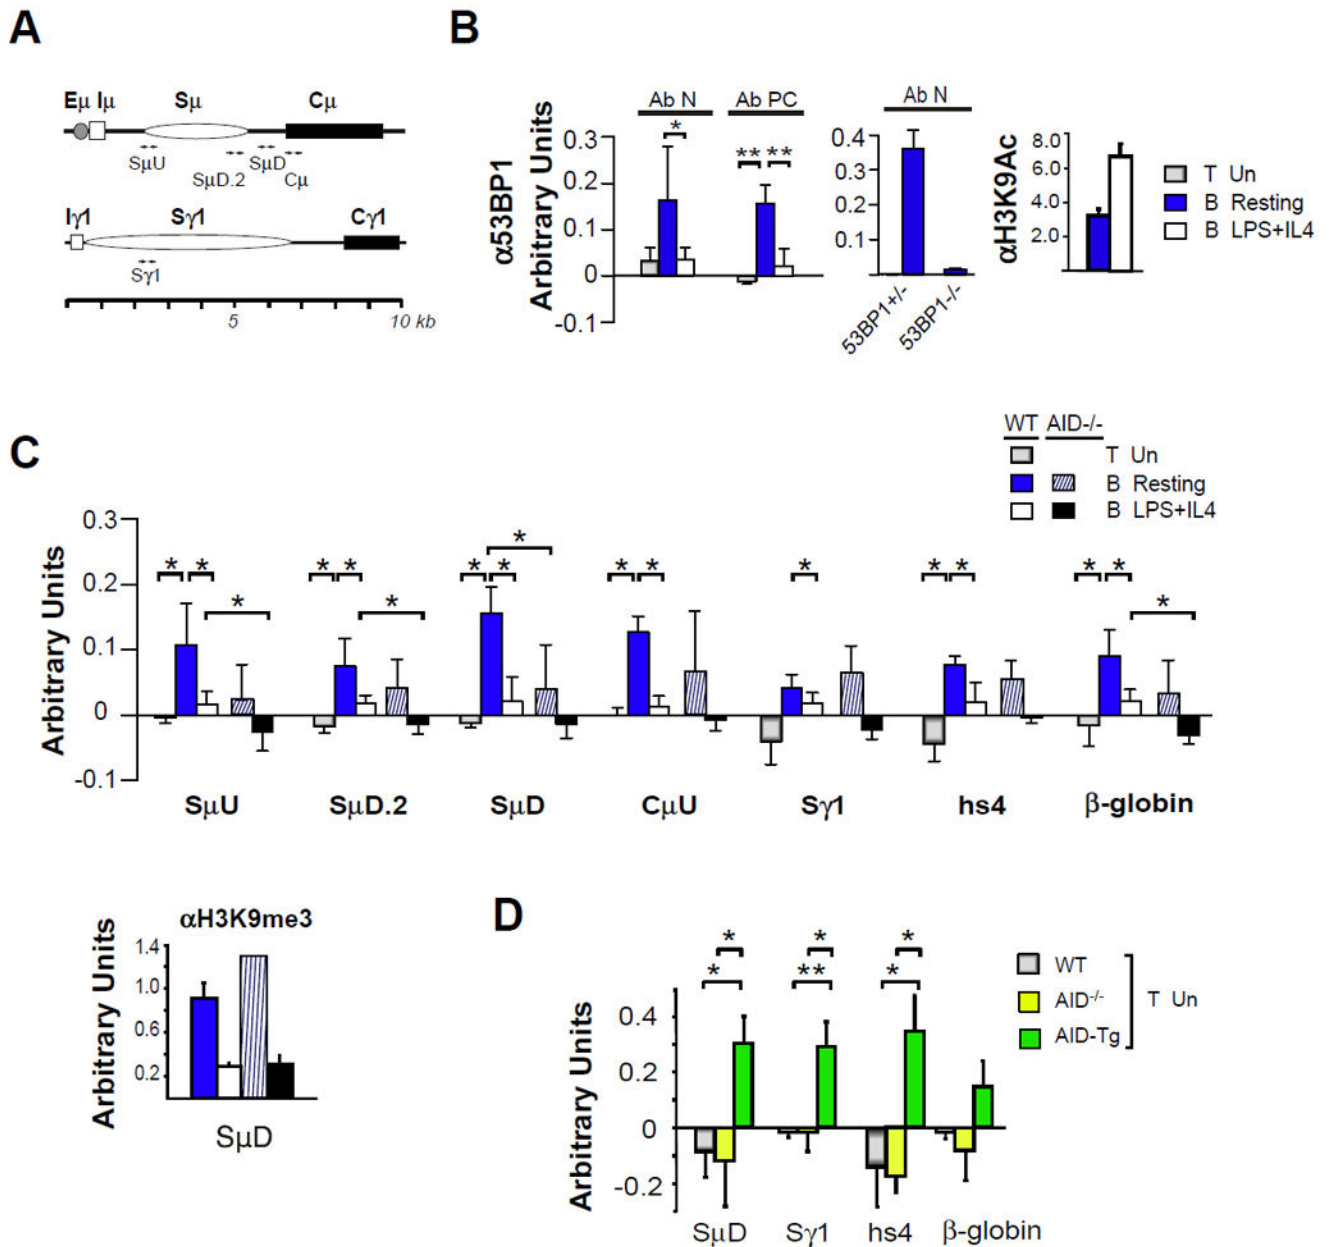 A
Eμ Iμ Sμ Cμ
SμU SμD.2 SμD Cμ
Iγ1 Sγ1 Cγ1
Sγ1
5 10 kb
B
α53BP1
Arbitrary Units
Ab N Ab PC
0.3
0.2
0.1
0
-0.1
* ** **
Ab N
0.4
0.3
0.2
0.1
53BP1+/- 53BP1-/-
αH3K9Ac
8.0
6.0
4.0
2.0
T Un
B Resting
B LPS+IL4
C
WT AID-/-
T Un
B Resting
B LPS+IL4
Arbitrary Units
0.3
0.2
0.1
0
-0.1
* * * * * * * * * * * * * * * *
SμU SμD.2 SμD CμU Sγ1 hs4 β-globin
αH3K9me3
Arbitrary Units
1.4
1.0
0.6
0.2
SμD
D
Arbitrary Units
0.4
0.2
0
-0.2
* * *
* ** *
SμD Sγ1 hs4 β-globin
WT
AID-/-
AID-Tg
T Un